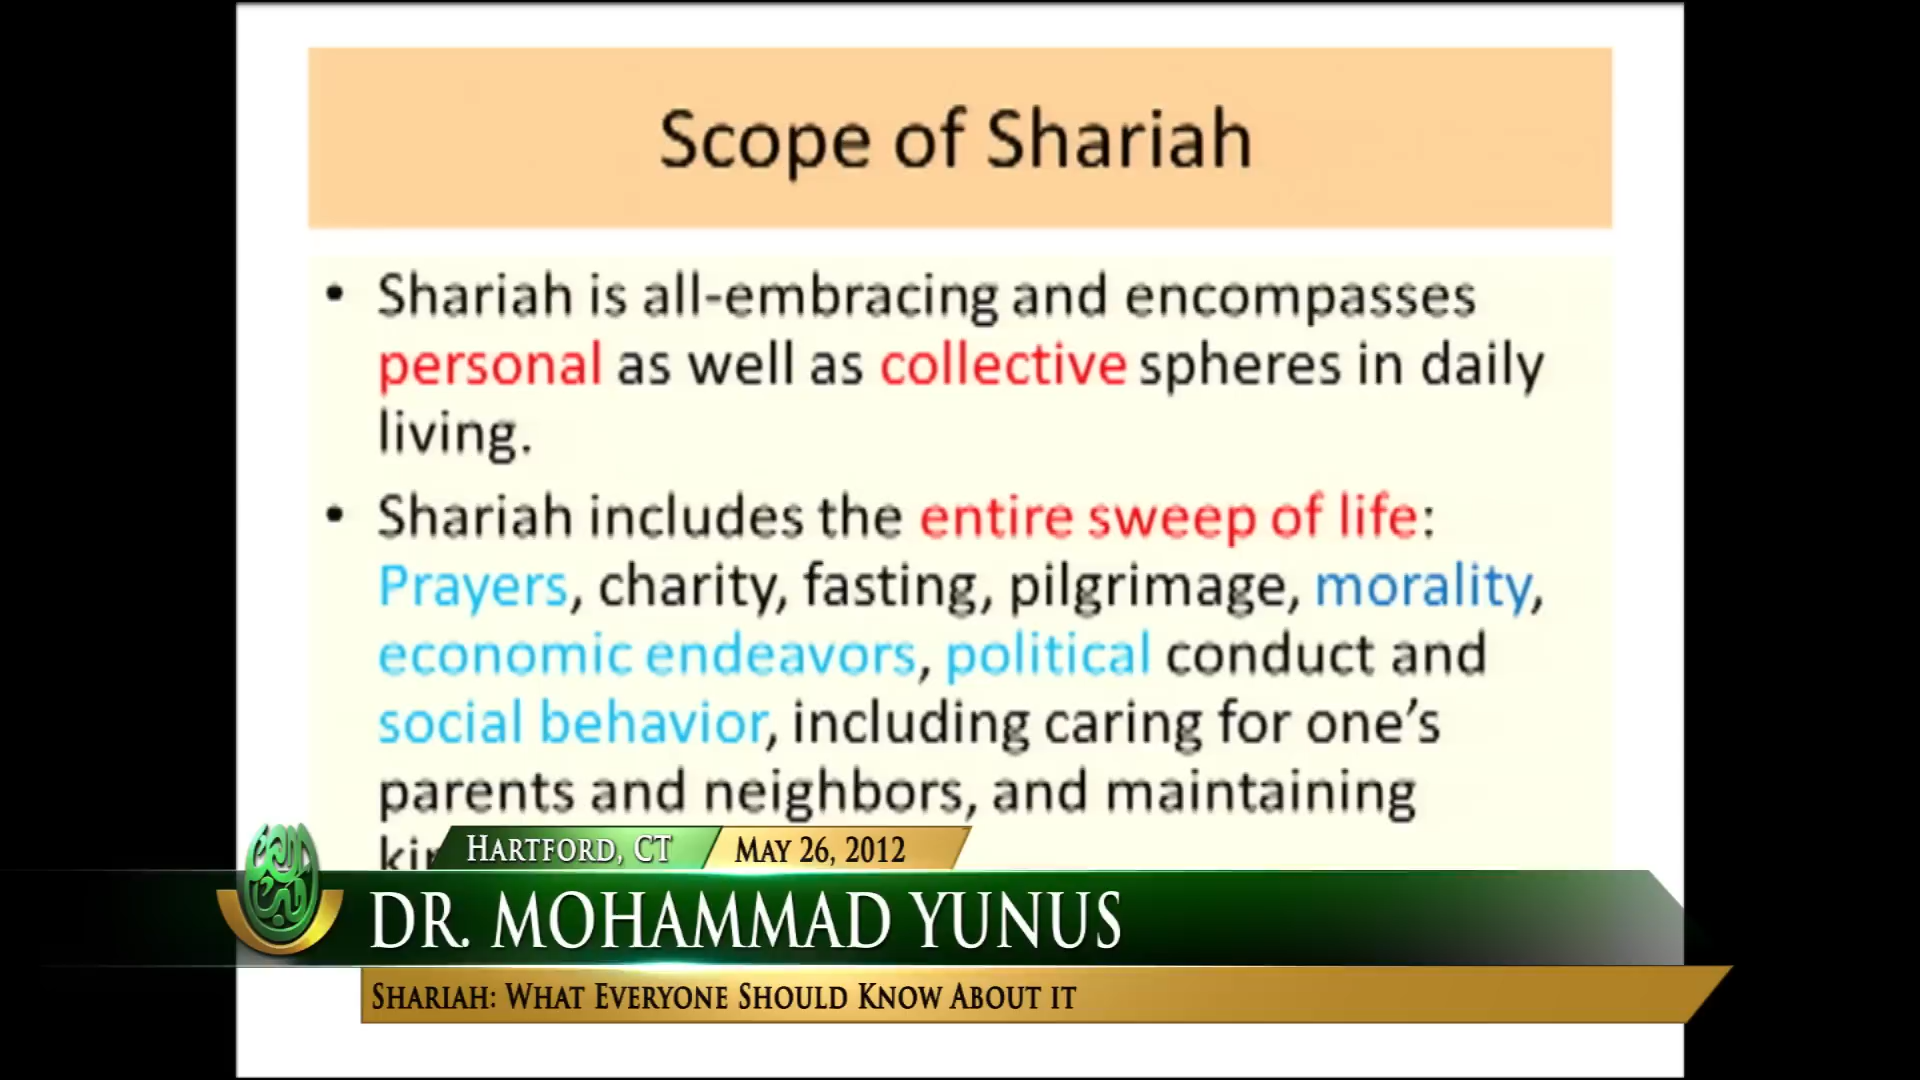 Scope of Shariah
• Shariah is all-embracing and encompasses
personal as well as collective spheres in daily
living.
• Shariah includes the entire sweep of life:
Prayers, charity, fasting, pilgrimage, morality,
economic endeavors, political conduct and
social behavior, including caring for one's
parents and neighbors, and maintaining
HARTFORD, CT
MAY 26, 2012
DR. MOHAMMAD YUNUS
SHARIAH: WHAT EVERYONE SHOULD KNOW ABOUT IT